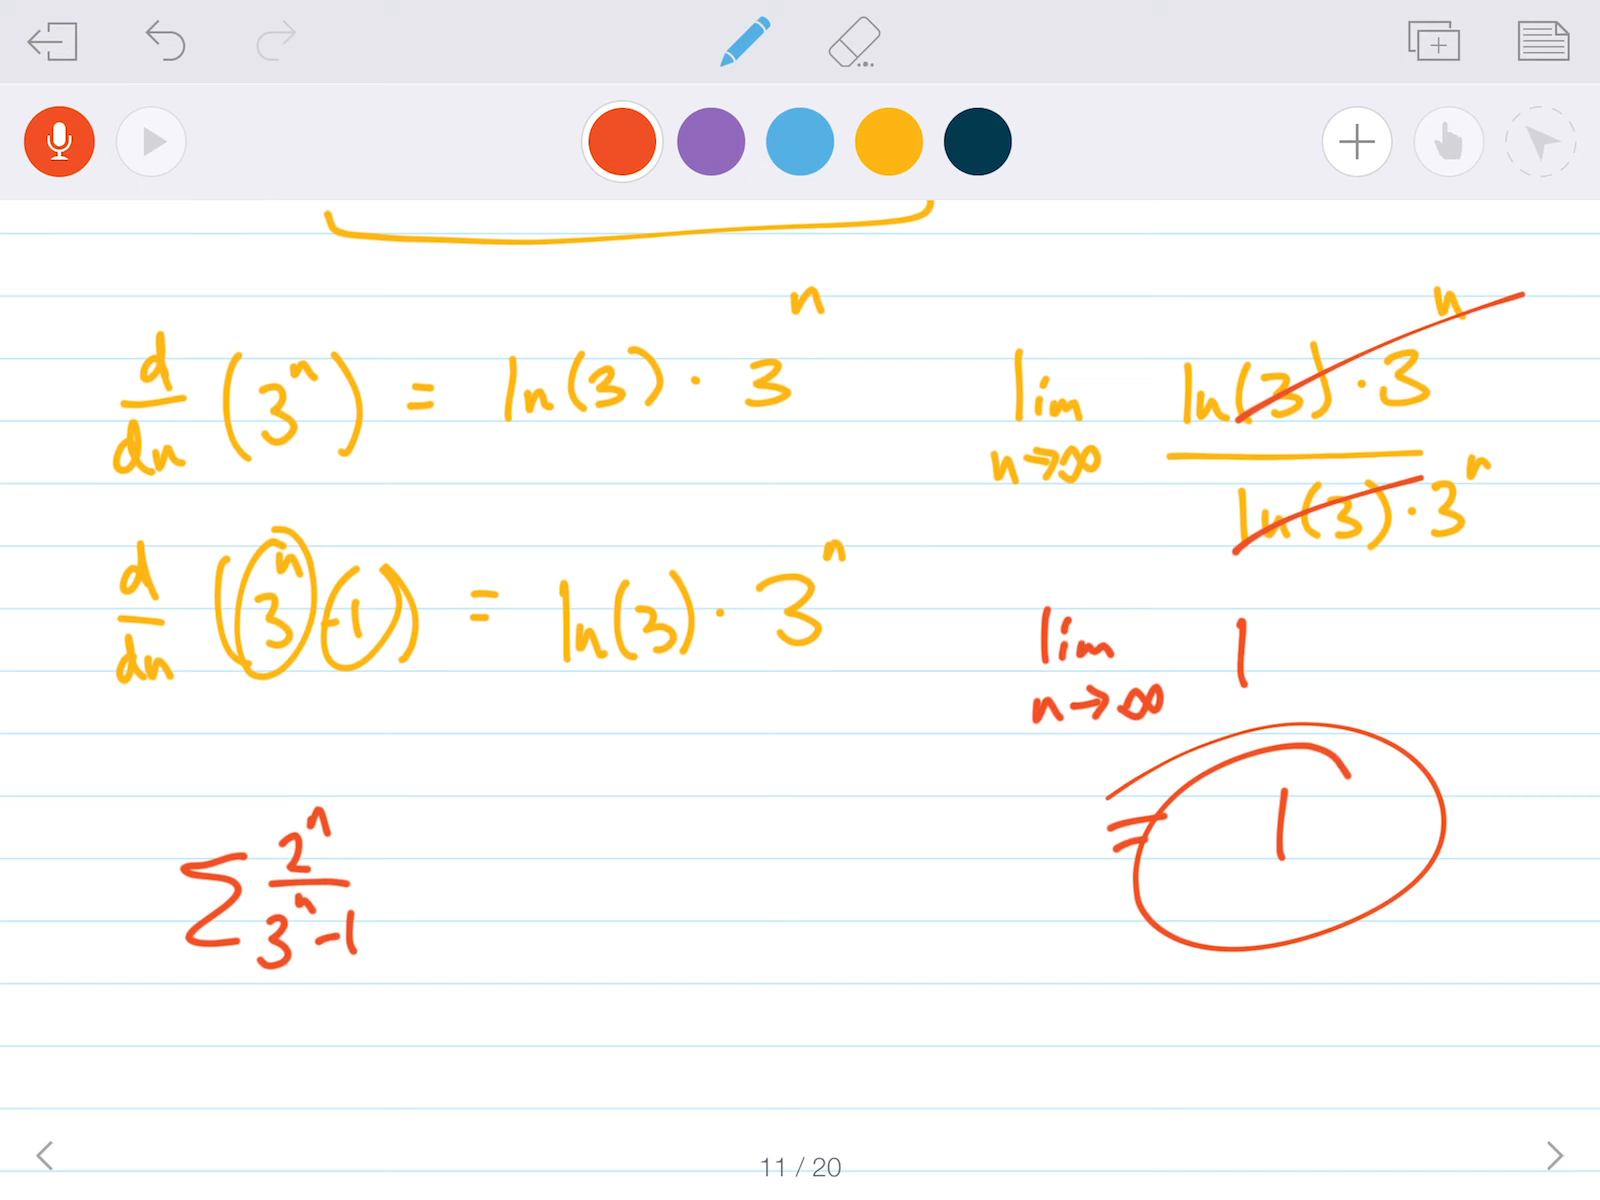 d/dn (3^n) = ln(3) · 3^n
lim n→∞ ln(3) · 3^n / ln(3) · 3^n
d/dn (3^n - 1) = ln(3) · 3^n
lim n→∞ 1
= 1
Σ 2^n / 3^n - 1
11 / 20